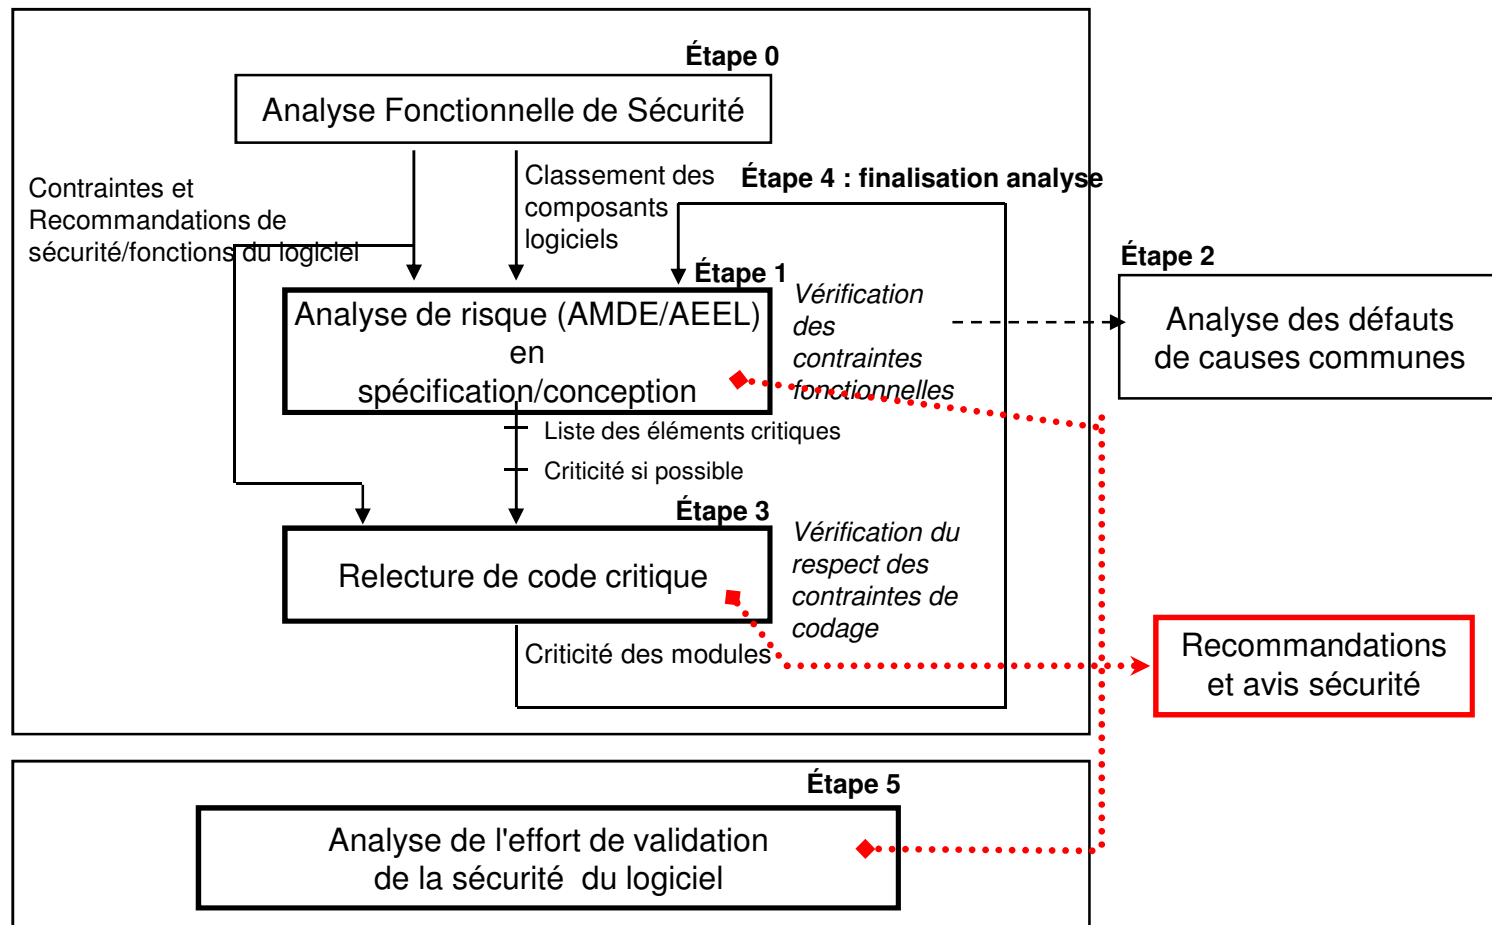 Étape 0
Analyse Fonctionnelle de Sécurité
Contraintes et
Recommandations de
sécurité/fonctions du logiciel
Classement des
composants
logiciels
Étape 4 : finalisation analyse
Étape 1
Analyse de risque (AMDE/AEEL)
en
spécification/conception
Vérification
des
contraintes
fonctionnelles
Étape 2
Analyse des défauts
de causes communes
Liste des éléments critiques
Criticité si possible
Étape 3
Relecture de code critique
Vérification du
respect des
contraintes de
codage
Criticité des modules
Recommandations
et avis sécurité
Étape 5
Analyse de l'effort de validation
de la sécurité  du logiciel